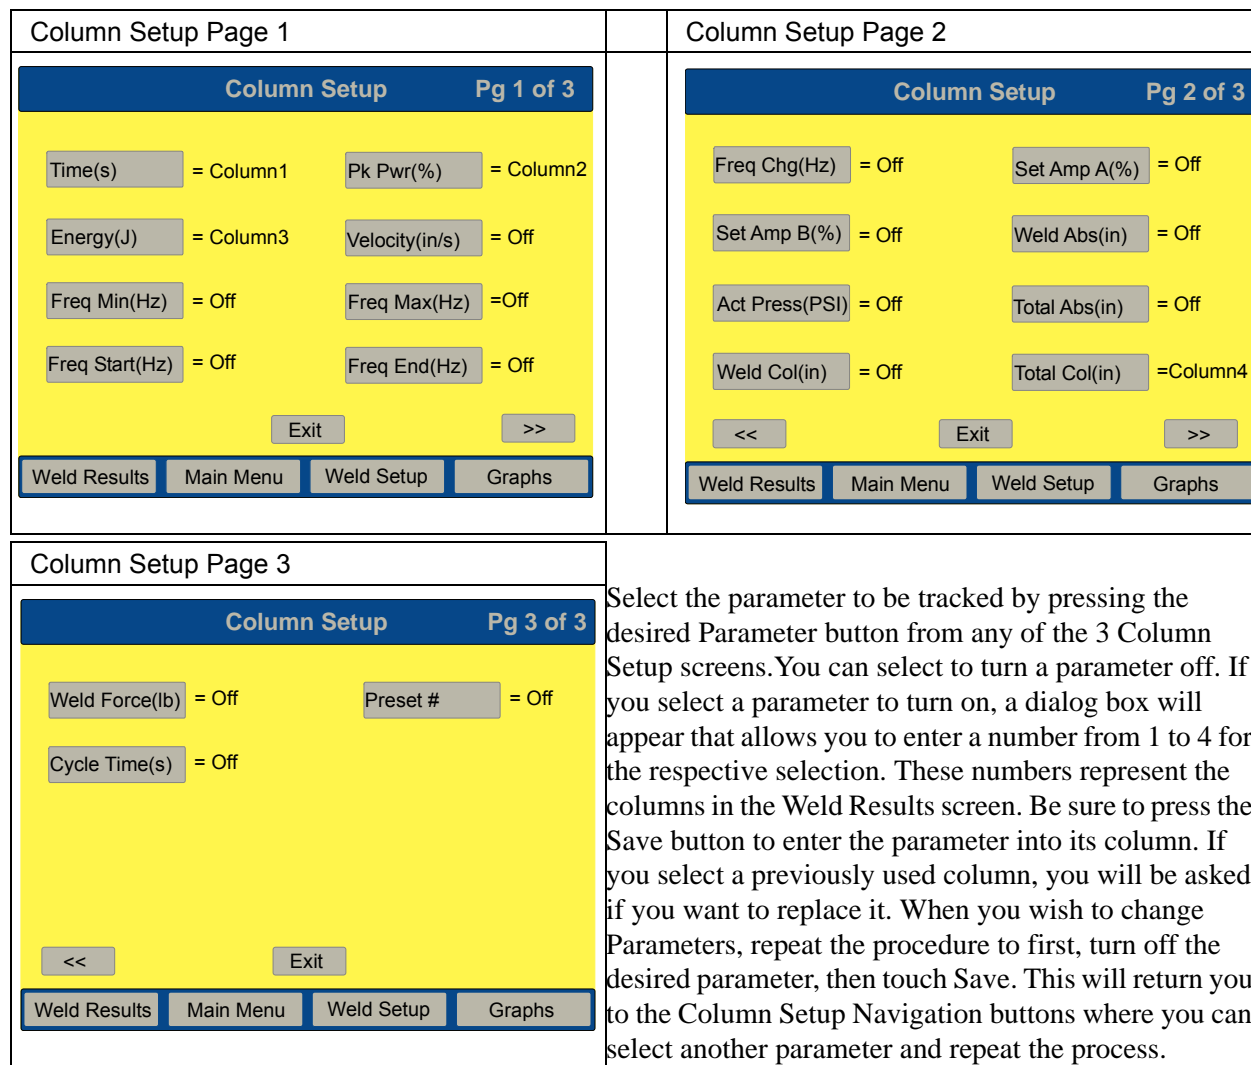 Column Setup Page 1
Column Setup Pg 1 of 3
Time(s) = Column1 Pk Pwr(%) = Column2
Energy(J) = Column3 Velocity(in/s) = Off
Freq Min(Hz) = Off Freq Max(Hz) =Off
Freq Start(Hz) = Off Freq End(Hz) = Off
Exit >>
Weld Results Main Menu Weld Setup Graphs
Column Setup Page 2
Column Setup Pg 2 of 3
Freq Chg(Hz) = Off Set Amp A(%) = Off
Set Amp B(%) = Off Weld Abs(in) = Off
Act Press(PSI) = Off Total Abs(in) = Off
Weld Col(in) = Off Total Col(in) =Column4
<< Exit >>
Weld Results Main Menu Weld Setup Graphs
Column Setup Page 3
Column Setup Pg 3 of 3
Weld Force(lb) = Off Preset # = Off
Cycle Time(s) = Off
<< Exit
Weld Results Main Menu Weld Setup Graphs
Select the parameter to be tracked by pressing the
desired Parameter button from any of the 3 Column
Setup screens.You can select to turn a parameter off. If
you select a parameter to turn on, a dialog box will
appear that allows you to enter a number from 1 to 4 for
the respective selection. These numbers represent the
columns in the Weld Results screen. Be sure to press the
Save button to enter the parameter into its column. If
you select a previously used column, you will be asked
if you want to replace it. When you wish to change
Parameters, repeat the procedure to first, turn off the
desired parameter, then touch Save. This will return you
to the Column Setup Navigation buttons where you can
select another parameter and repeat the process.